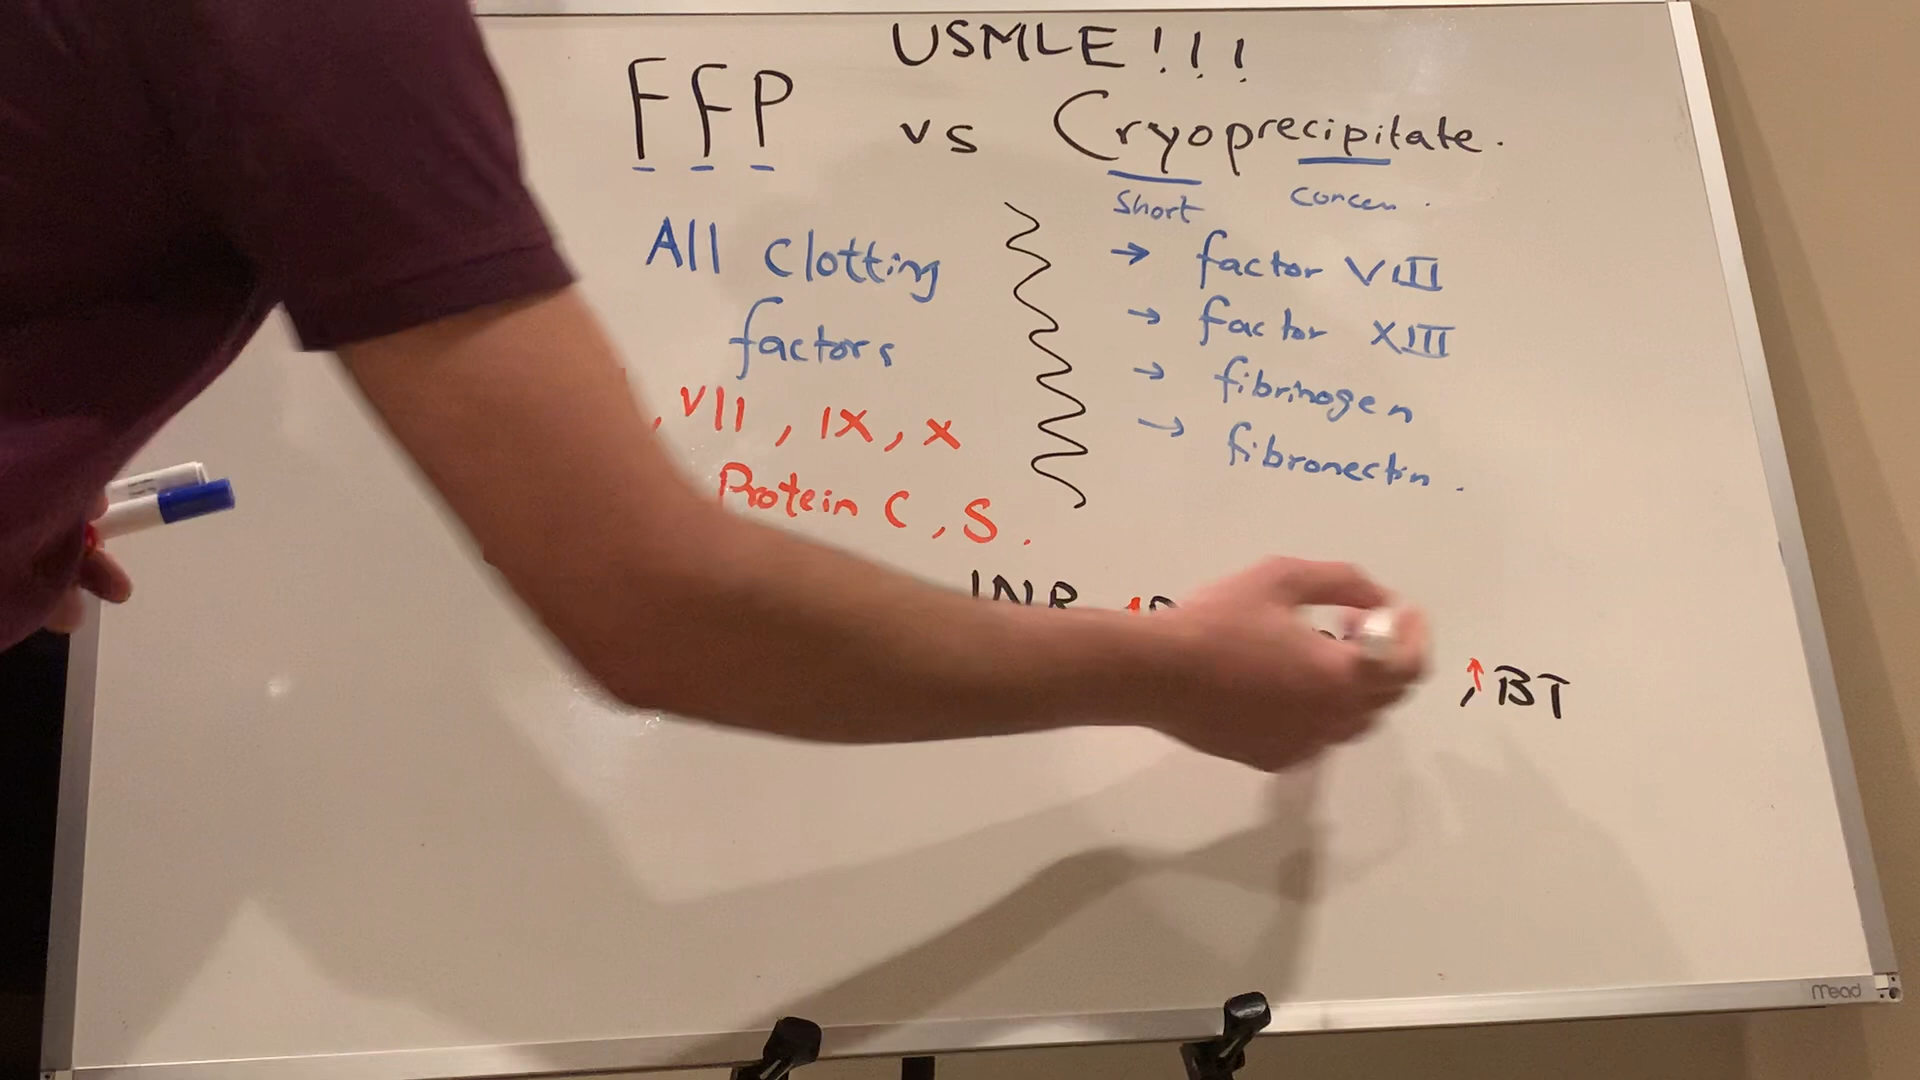 USMLE!!!
FFP vs Cryoprecipitate.
Short concen.
All Clotting
factors
, VII, IX, X
Protein C, S.
→ factor VIII
→ factor XIII
→ fibrinogen
→ fibronectin.
INR ↑
, ↑BT
mead